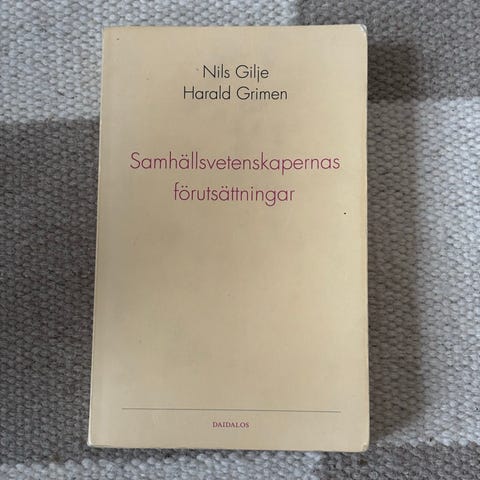 Nils Gilje
Harald Grimen
Samhällsvetenskapernas
förutsättningar
DAIDALOS